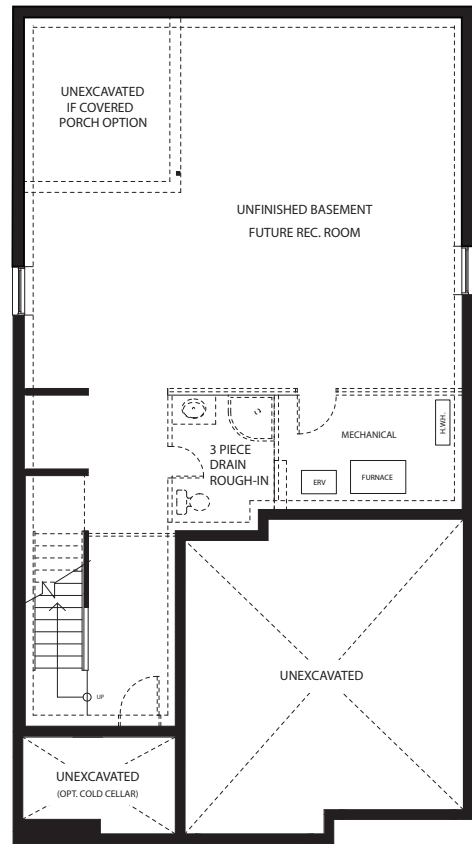 UNEXCAVATED
IF COVERED
PORCH OPTION
UNFINISHED BASEMENT
FUTURE REC. ROOM
MECHANICAL
H.W.H.
3 PIECE
DRAIN
ROUGH-IN
ERV
FURNACE
UNEXCAVATED
UP
UNEXCAVATED
(OPT. COLD CELLAR)